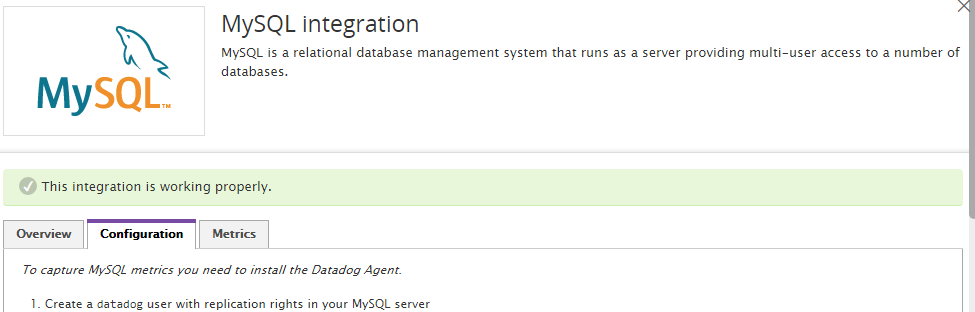 MySQL™
MySQL integration
MySQL is a relational database management system that runs as a server providing multi-user access to a number of
databases.
This integration is working properly.
Overview
Configuration
Metrics
To capture MySQL metrics you need to install the Datadog Agent.
1. Create a datadog user with replication rights in your MySQL server